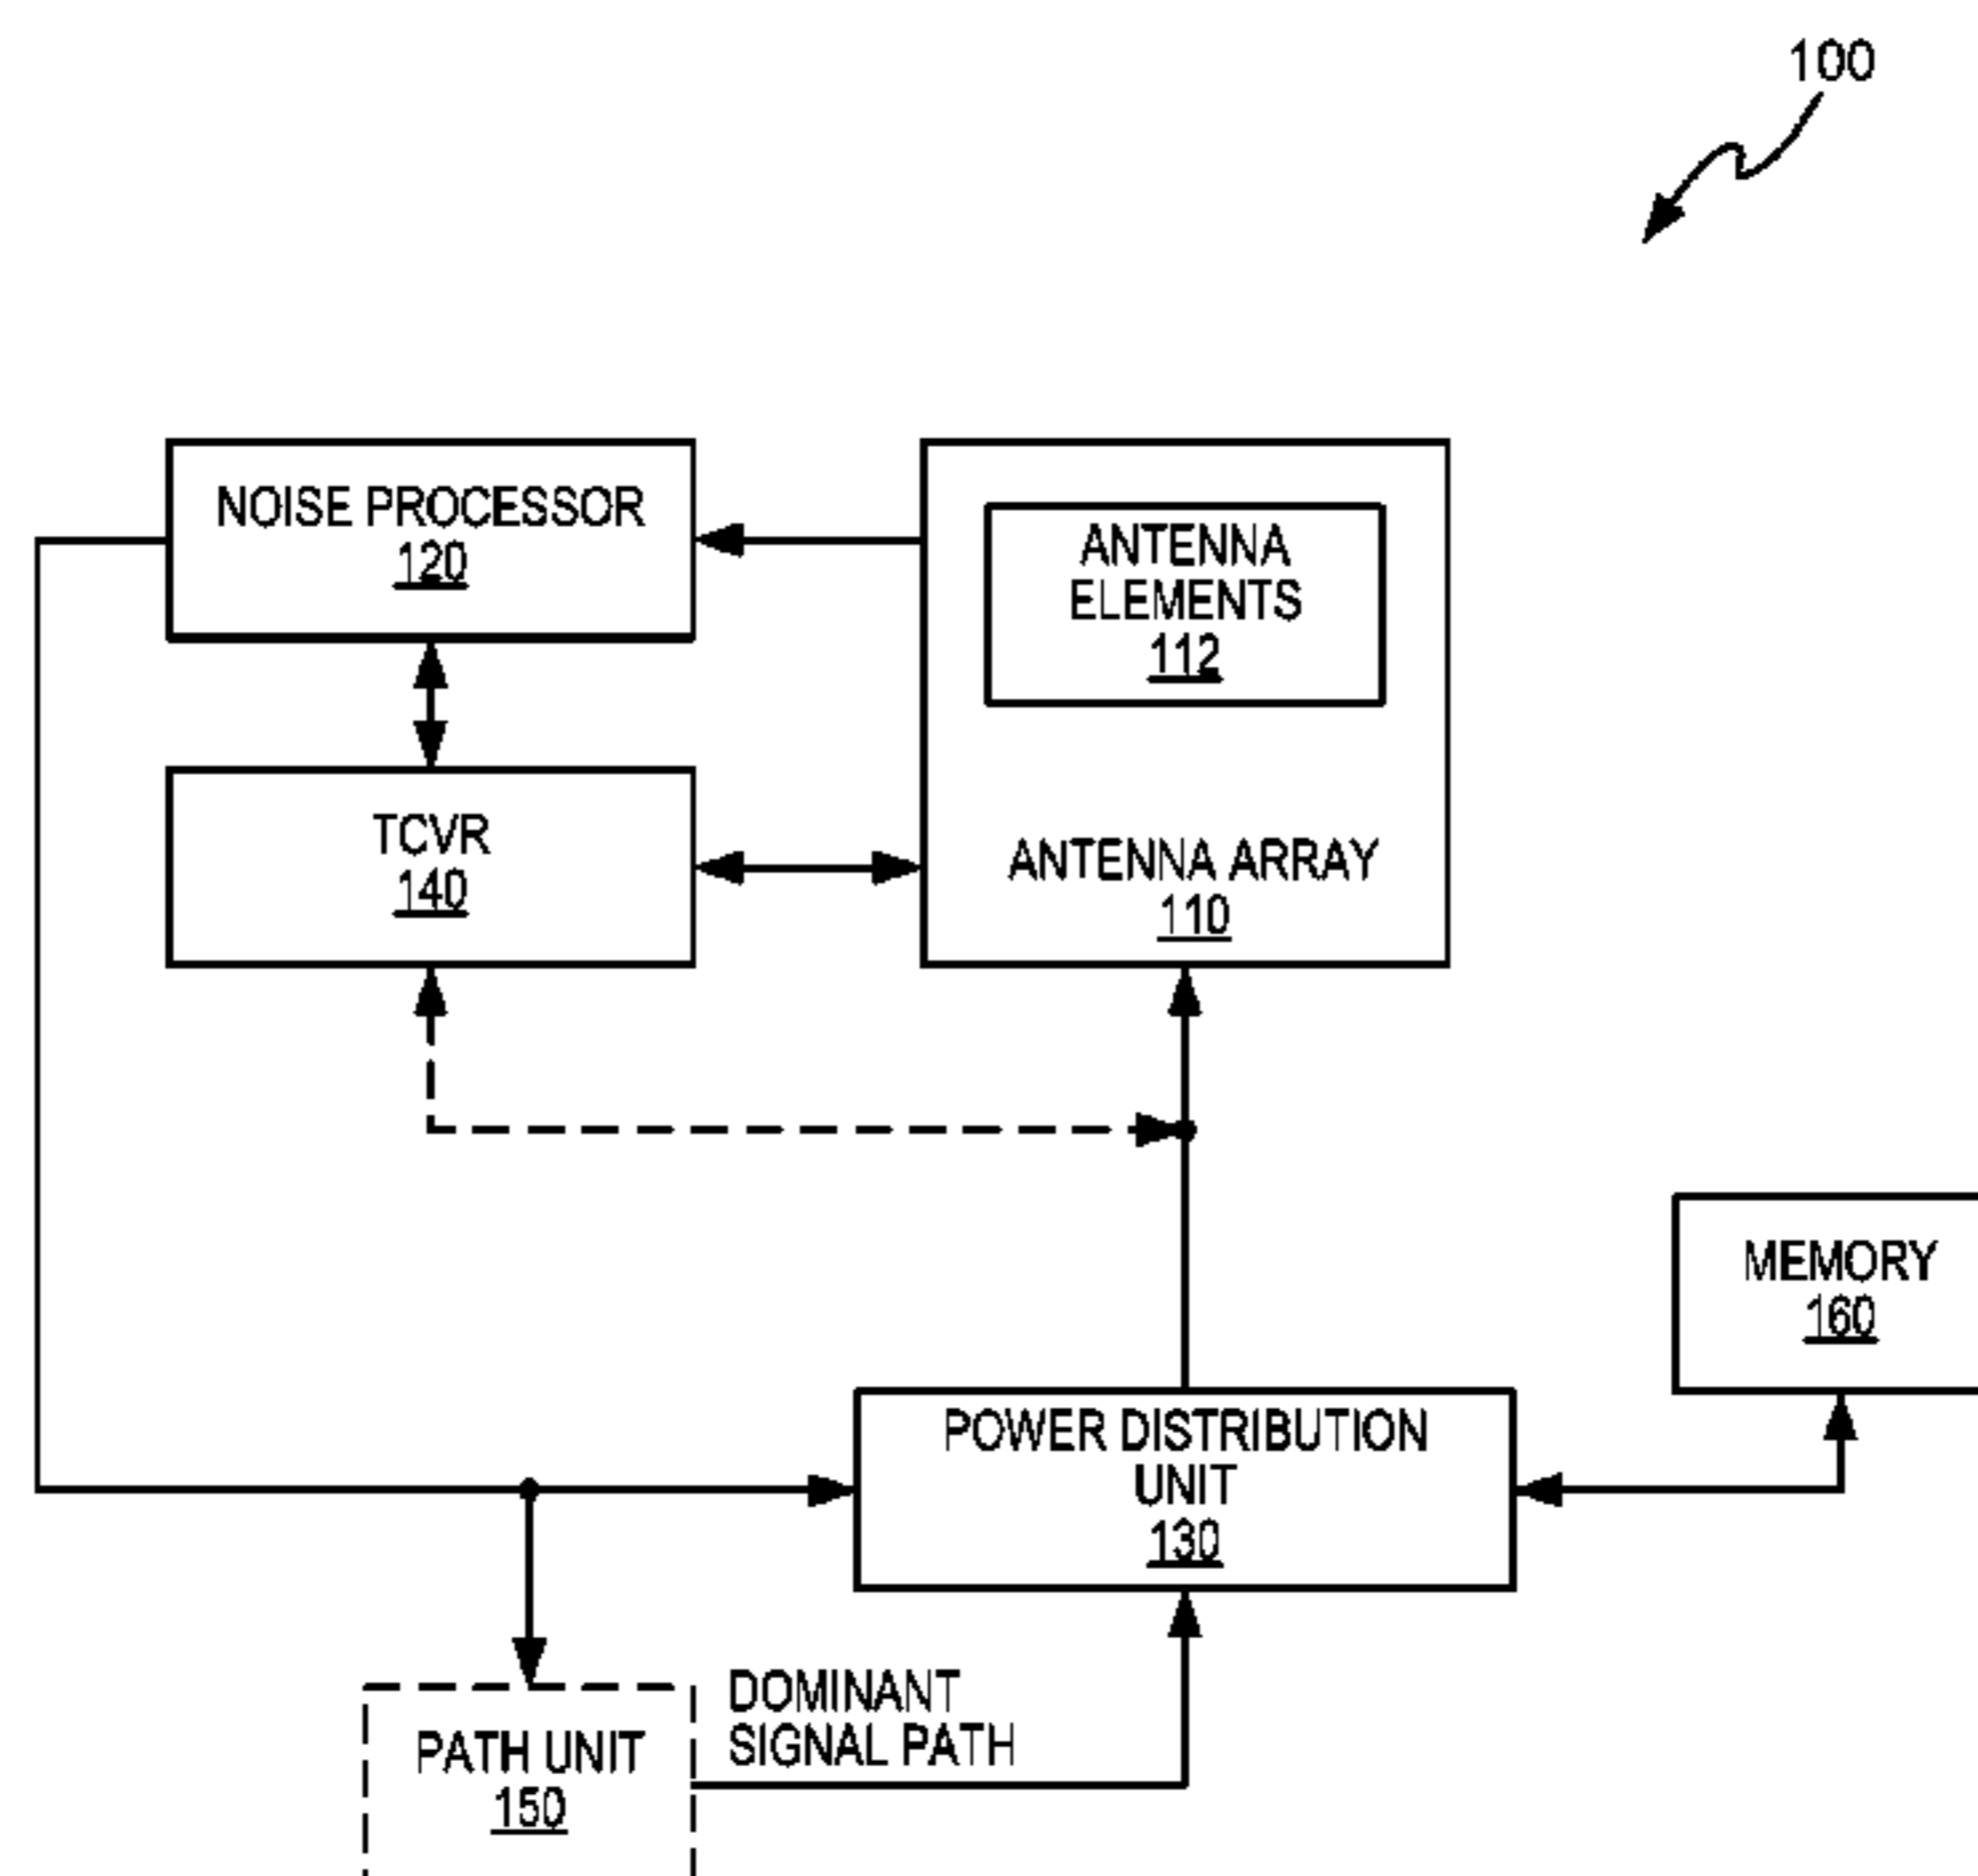 100
NOISE PROCESSOR
120
ANTENNA
ELEMENTS
112
TCVR
140
ANTENNA ARRAY
110
MEMORY
160
POWER DISTRIBUTION
UNIT
130
DOMINANT
SIGNAL PATH
PATH UNIT
150